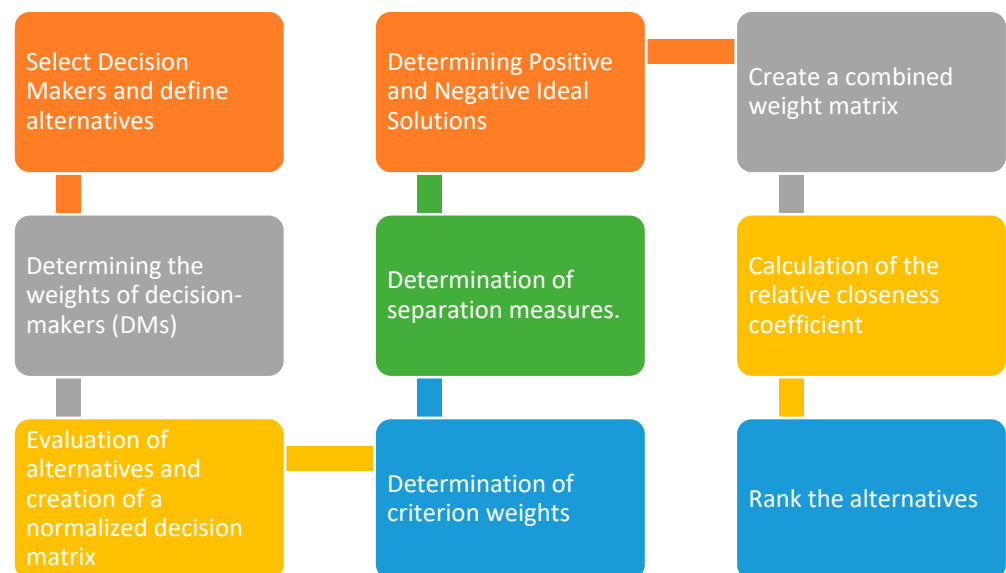 Select Decision
Makers and define
alternatives
Determining the
weights of decision-
makers (DMs)
Evaluation of
alternatives and
creation of a
normalized decision
matrix
Determination of
criterion weights
Determination of
separation measures.
Determining Positive
and Negative Ideal
Solutions
Create a combined
weight matrix
Calculation of the
relative closeness
coefficient
Rank the alternatives